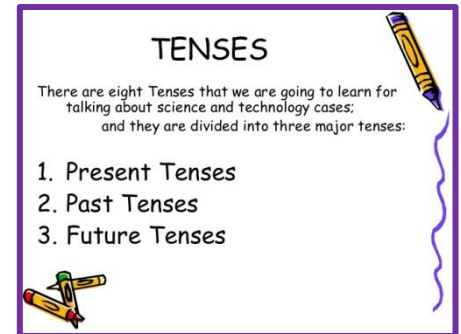 TENSES
There are eight Tenses that we are going to learn for
talking about science and technology cases;
and they are divided into three major tenses:
1. Present Tenses
2. Past Tenses
3. Future Tenses